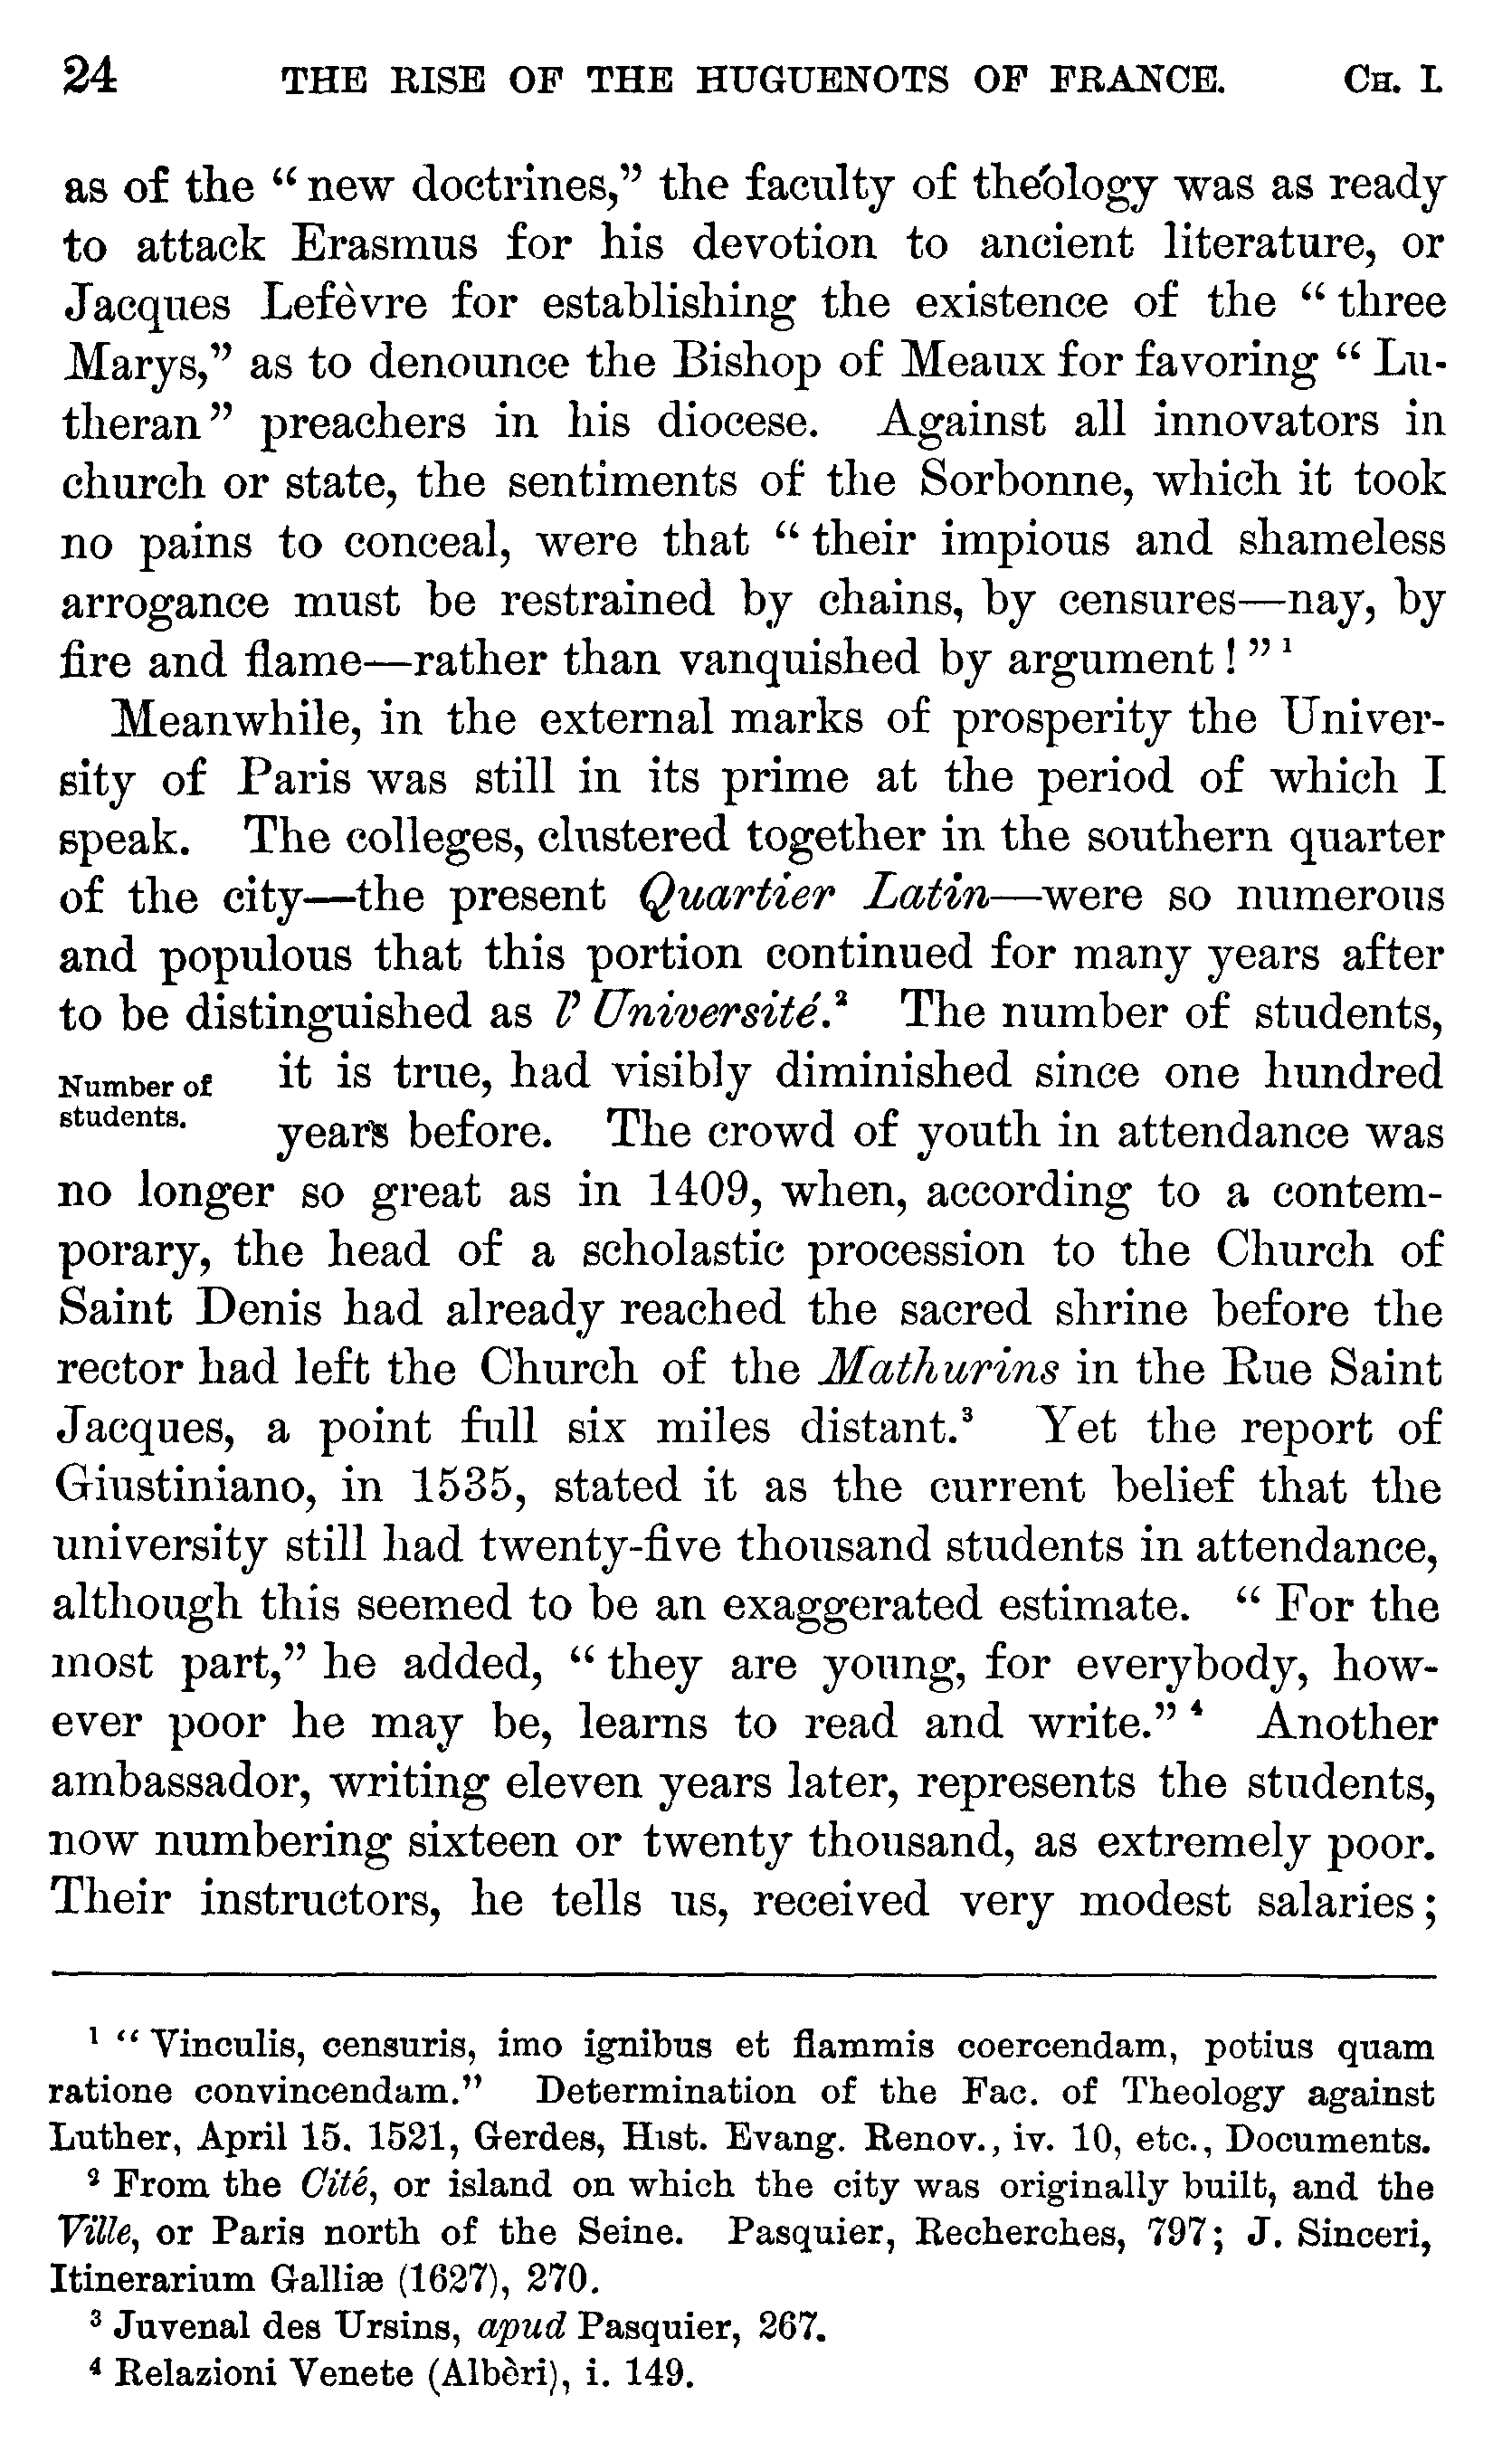 24 THE RISE OF THE HUGUENOTS OF FRANCE. CH. I.
as of the “new doctrines,” the faculty of theology was as ready
to attack Erasmus for his devotion to ancient literature, or
Jacques Lefèvre for establishing the existence of the “three
Marys,” as to denounce the Bishop of Meaux for favoring “Lu-
theran” preachers in his diocese. Against all innovators in
church or state, the sentiments of the Sorbonne, which it took
no pains to conceal, were that “their impious and shameless
arrogance must be restrained by chains, by censures—nay, by
fire and flame—rather than vanquished by argument!”¹
Meanwhile, in the external marks of prosperity the Univer-
sity of Paris was still in its prime at the period of which I
speak. The colleges, clustered together in the southern quarter
of the city—the present Quartier Latin—were so numerous
and populous that this portion continued for many years after
to be distinguished as l’Université.² The number of students,
Number of
students.
it is true, had visibly diminished since one hundred
years before. The crowd of youth in attendance was
no longer so great as in 1409, when, according to a contem-
porary, the head of a scholastic procession to the Church of
Saint Denis had already reached the sacred shrine before the
rector had left the Church of the Mathurins in the Rue Saint
Jacques, a point full six miles distant.³ Yet the report of
Giustiniano, in 1535, stated it as the current belief that the
university still had twenty-five thousand students in attendance,
although this seemed to be an exaggerated estimate. “For the
most part,” he added, “they are young, for everybody, how-
ever poor he may be, learns to read and write.”⁴ Another
ambassador, writing eleven years later, represents the students,
now numbering sixteen or twenty thousand, as extremely poor.
Their instructors, he tells us, received very modest salaries;
¹ “Vinculis, censuris, imo ignibus et flammis coercendam, potius quam
ratione convincendam.” Determination of the Fac. of Theology against
Luther, April 15. 1521, Gerdes, Hist. Evang. Renov., iv. 10, etc., Documents.
² From the Cité, or island on which the city was originally built, and the
Ville, or Paris north of the Seine. Pasquier, Recherches, 797; J. Sinceri,
Itinerarium Galliæ (1627), 270.
³ Juvenal des Ursins, apud Pasquier, 267.
⁴ Relazioni Venete (Albèri), i. 149.